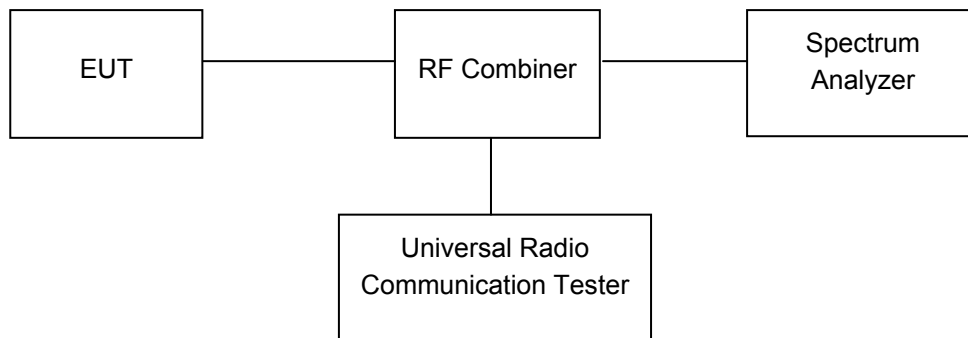 EUT
RF Combiner
Spectrum
Analyzer
Universal Radio
Communication Tester